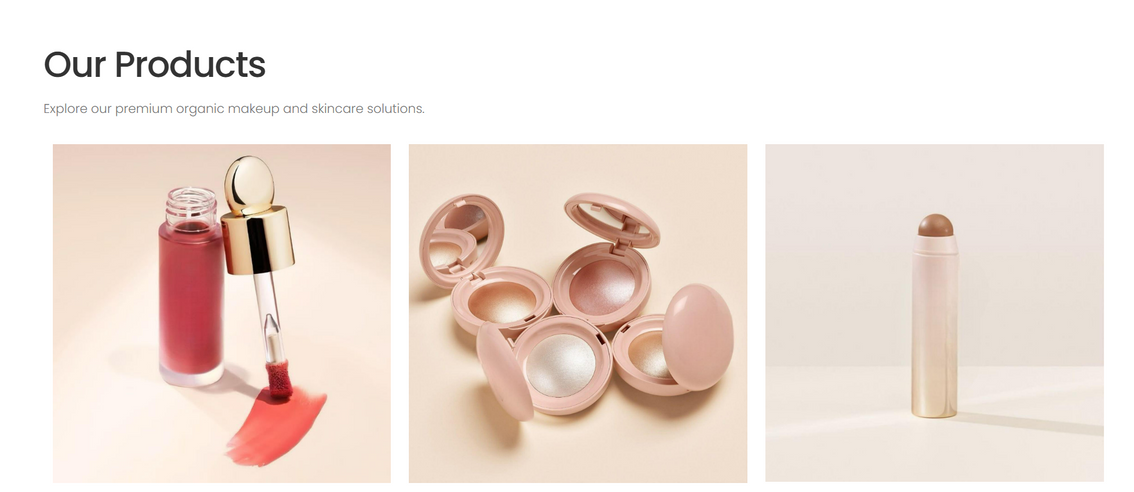 Our Products
Explore our premium organic makeup and skincare solutions.